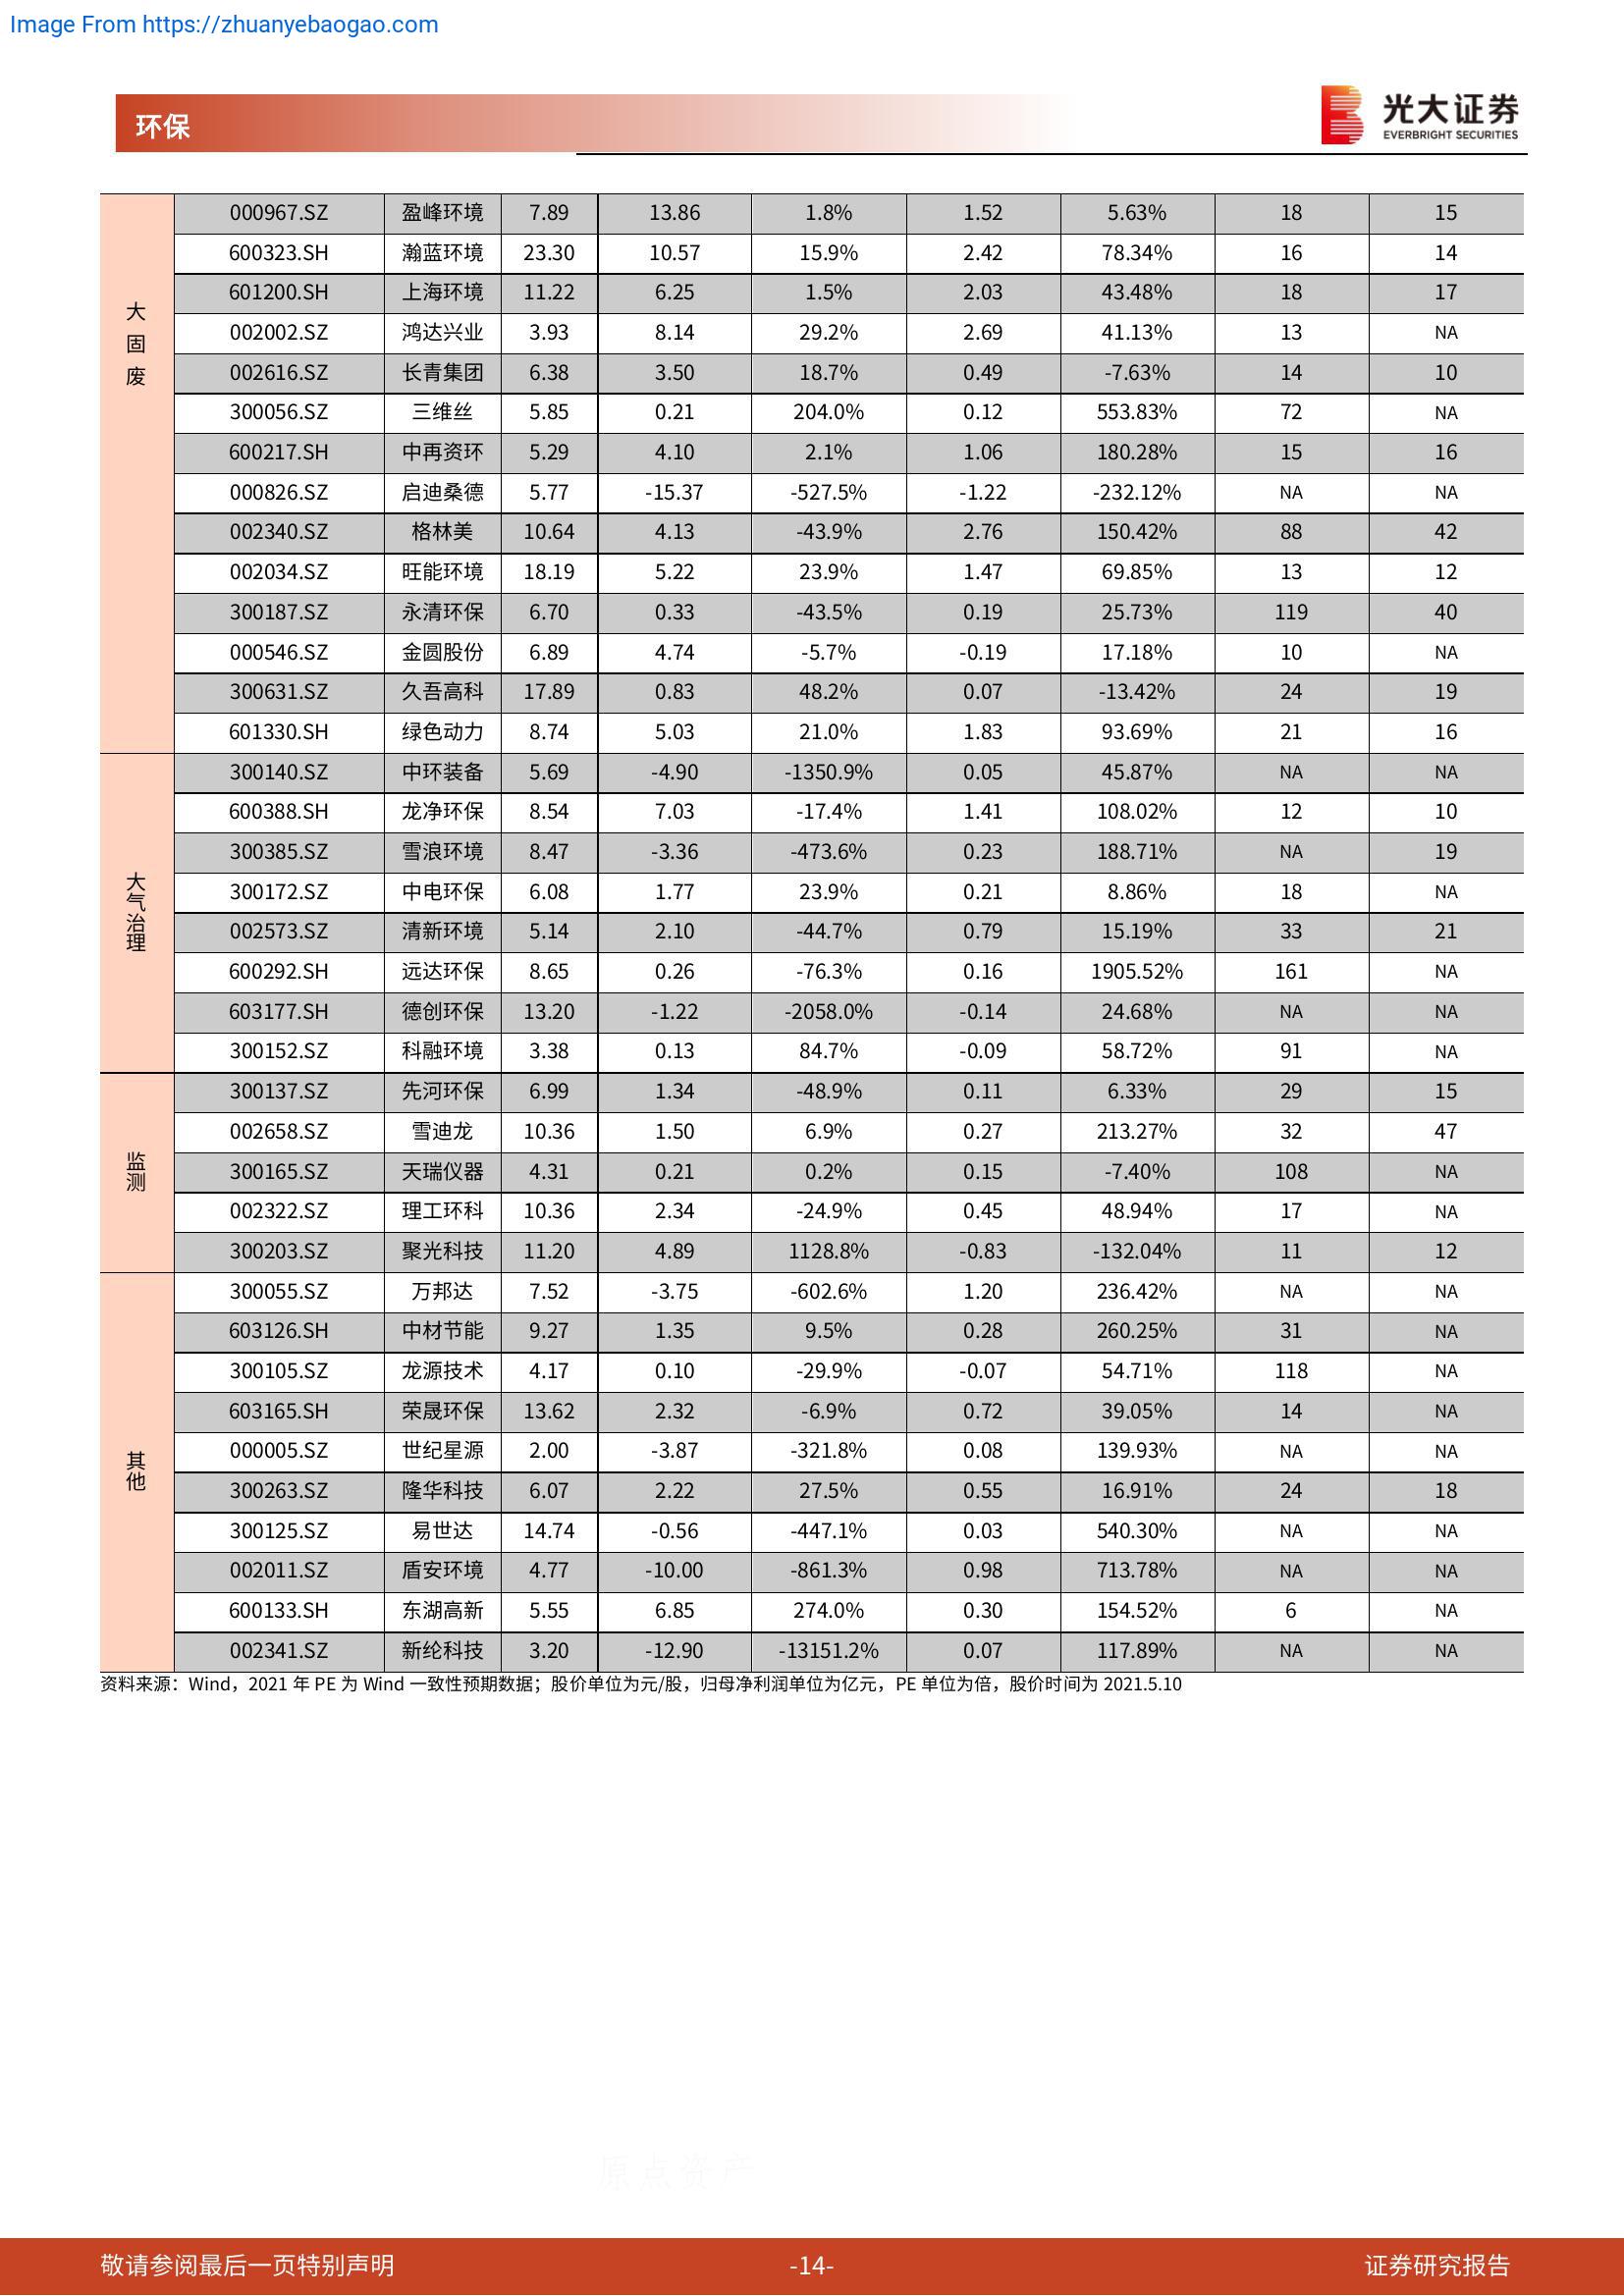 Image From https://zhuanyebaogao.com
环保
光大证券
EVERBRIGHT SECURITIES
大固废
000967.SZ 盈峰环境 7.89 13.86 1.8% 1.52 5.63% 18 15
600323.SH 瀚蓝环境 23.30 10.57 15.9% 2.42 78.34% 16 14
601200.SH 上海环境 11.22 6.25 1.5% 2.03 43.48% 18 17
002002.SZ 鸿达兴业 3.93 8.14 29.2% 2.69 41.13% 13 NA
002616.SZ 长青集团 6.38 3.50 18.7% 0.49 -7.63% 14 10
300056.SZ 三维丝 5.85 0.21 204.0% 0.12 553.83% 72 NA
600217.SH 中再资环 5.29 4.10 2.1% 1.06 180.28% 15 16
000826.SZ 启迪桑德 5.77 -15.37 -527.5% -1.22 -232.12% NA NA
002340.SZ 格林美 10.64 4.13 -43.9% 2.76 150.42% 88 42
002034.SZ 旺能环境 18.19 5.22 23.9% 1.47 69.85% 13 12
300187.SZ 永清环保 6.70 0.33 -43.5% 0.19 25.73% 119 40
000546.SZ 金圆股份 6.89 4.74 -5.7% -0.19 17.18% 10 NA
300631.SZ 久吾高科 17.89 0.83 48.2% 0.07 -13.42% 24 19
601330.SH 绿色动力 8.74 5.03 21.0% 1.83 93.69% 21 16
大气治理
300140.SZ 中环装备 5.69 -4.90 -1350.9% 0.05 45.87% NA NA
600388.SH 龙净环保 8.54 7.03 -17.4% 1.41 108.02% 12 10
300385.SZ 雪浪环境 8.47 -3.36 -473.6% 0.23 188.71% NA 19
300172.SZ 中电环保 6.08 1.77 23.9% 0.21 8.86% 18 NA
002573.SZ 清新环境 5.14 2.10 -44.7% 0.79 15.19% 33 21
600292.SH 远达环保 8.65 0.26 -76.3% 0.16 1905.52% 161 NA
603177.SH 德创环保 13.20 -1.22 -2058.0% -0.14 24.68% NA NA
300152.SZ 科融环境 3.38 0.13 84.7% -0.09 58.72% 91 NA
监测
300137.SZ 先河环保 6.99 1.34 -48.9% 0.11 6.33% 29 15
002658.SZ 雪迪龙 10.36 1.50 6.9% 0.27 213.27% 32 47
300165.SZ 天瑞仪器 4.31 0.21 0.2% 0.15 -7.40% 108 NA
002322.SZ 理工环科 10.36 2.34 -24.9% 0.45 48.94% 17 NA
300203.SZ 聚光科技 11.20 4.89 1128.8% -0.83 -132.04% 11 12
其他
300055.SZ 万邦达 7.52 -3.75 -602.6% 1.20 236.42% NA NA
603126.SH 中材节能 9.27 1.35 9.5% 0.28 260.25% 31 NA
300105.SZ 龙源技术 4.17 0.10 -29.9% -0.07 54.71% 118 NA
603165.SH 荣晟环保 13.62 2.32 -6.9% 0.72 39.05% 14 NA
000005.SZ 世纪星源 2.00 -3.87 -321.8% 0.08 139.93% NA NA
300263.SZ 隆华科技 6.07 2.22 27.5% 0.55 16.91% 24 18
300125.SZ 易世达 14.74 -0.56 -447.1% 0.03 540.30% NA NA
002011.SZ 盾安环境 4.77 -10.00 -861.3% 0.98 713.78% NA NA
600133.SH 东湖高新 5.55 6.85 274.0% 0.30 154.52% 6 NA
002341.SZ 新纶科技 3.20 -12.90 -13151.2% 0.07 117.89% NA NA
资料来源：Wind，2021 年 PE 为 Wind 一致性预期数据；股价单位为元/股，归母净利润单位为亿元，PE 单位为倍，股价时间为 2021.5.10
原点资产
敬请参阅最后一页特别声明
-14-
证券研究报告